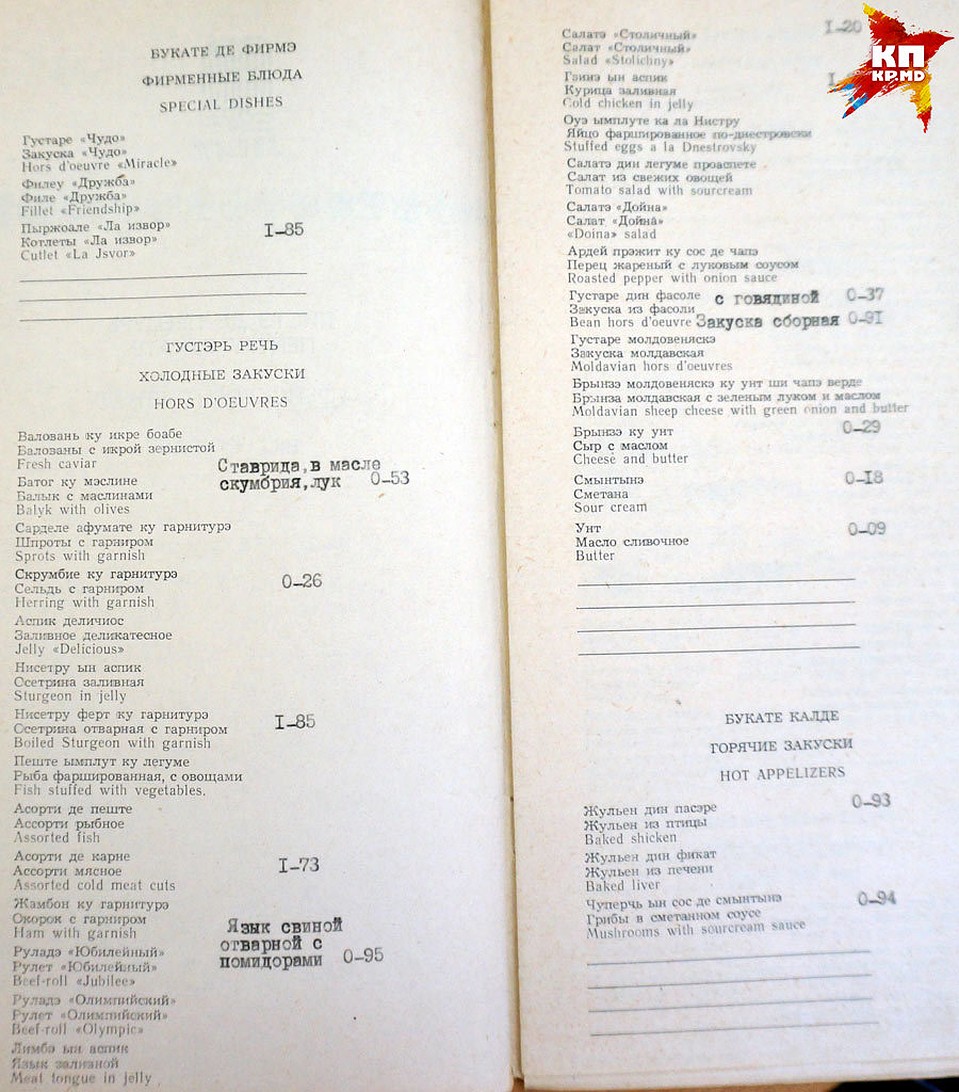 БУКАТЕ ДЕ ФИРМЭ
ФИРМЕННЫЕ БЛЮДА
SPECIAL DISHES
Густаре «Чудо»
Закуска «Чудо»
Hors d'oeuvre «Miracle»
Филеу «Дружба»
Филе «Дружба»
Fillet «Friendship»
Пыржоале «Ла извор» I–85
Котлеты «Ла извор»
Cutlet «La Jsvor»
ГУСТЭРЬ РЕЧЬ
ХОЛОДНЫЕ ЗАКУСКИ
HORS D'OEUVRES
Валовань ку икре боабе
Валованы с икрой зернистой
Fresh caviar Ставрида,в масле
Батог ку мэслине скумбрия,лук 0–53
Балык с маслинами
Balyk with olives
Сарделе афумате ку гарнитурэ
Шпроты с гарниром
Sprots with garnish
Скрумбие ку гарнитурэ 0–26
Сельдь с гарниром
Herring with garnish
Аспик деличиос
Заливное деликатесное
Jelly «Delicious»
Нисетру ын аспик
Осетрина заливная
Sturgeon in jelly
Нисетру ферт ку гарнитурэ I–85
Осетрина отварная с гарниром
Boiled Sturgeon with garnish
Пеште ымплут ку легуме
Рыба фаршированная, с овощами
Fish stuffed with vegetables.
Асорти де пеште
Ассорти рыбное
Assorted fish
Асорти де карне I–73
Ассорти мясное
Assorted cold meat cuts
Жамбон ку гарнитурэ
Окорок с гарниром Язык свиной
Ham with garnish отварной с
Руладэ «Юбилейный» помидорами 0–95
Рулет «Юбилейный»
Beef-roll «Jubilee»
Руладэ «Олимпийский»
Рулет «Олимпийский»
Beef-roll «Olympic»
Лимбэ ын аспик
Язык заливной
Meat tongue in jelly
Салатэ «Столичный» I–20
Салат «Столичный»
Salad «Stolichny»
Гэинэ ын аспик I–
Курица заливная
Cold chicken in jelly
Оуэ ымплуте ка ла Нистру
Яйцо фаршированное по-днестровски
Stuffed eggs a la Dnestrovsky
Салатэ дин легуме проаспете
Салат из свежих овощей
Tomato salad with sourcream
Салатэ «Дойна»
Салат «Дойна»
«Doina» salad
Ардей прэжит ку сос де чапэ
Перец жареный с луковым соусом
Roasted pepper with onion sauce
Густаре дин фасоле с говядиной 0–37
Закуска из фасоли
Bean hors d'oeuvre Закуска сборная 0–91
Густаре молдовеняскэ
Закуска молдавская
Moldavian hors d'oeuvres
Брынзэ молдовеняскэ ку унт ши чапэ верде
Брынза молдавская с зеленым луком и маслом
Moldavian sheep cheese with green onion and butter
Брынзэ ку унт 0–29
Сыр с маслом
Cheese and butter
Смынтынэ 0–18
Сметана
Sour cream
Унт 0–09
Масло сливочное
Butter
БУКАТЕ КАЛДЕ
ГОРЯЧИЕ ЗАКУСКИ
HOT APPELIZERS
Жульен дин пасэре 0–93
Жульен из птицы
Baked shicken
Жульен дин фикат
Жульен из печени
Baked liver
Чуперчь ын сос де смынтынэ 0–94
Грибы в сметанном соусе
Mushrooms with sourcream sauce
КП
KP.MD